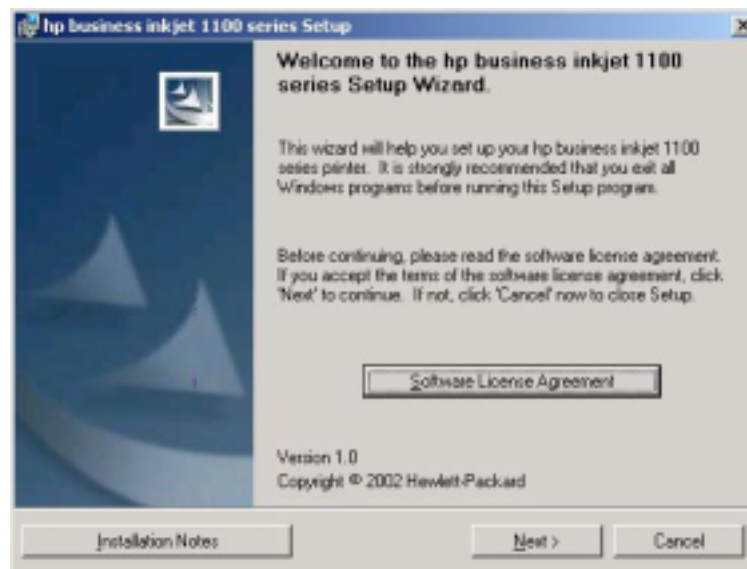 hp business inkjet 1100 series Setup
Welcome to the hp business inkjet 1100
series Setup Wizard.
This wizard will help you set up your hp business inkjet 1100
series printer. It is strongly recommended that you exit all
Windows programs before running this Setup program.
Before continuing, please read the software license agreement.
If you accept the terms of the software license agreement, click
'Next' to continue. If not, click 'Cancel' now to close Setup.
Software License Agreement
Version 1.0
Copyright © 2002 Hewlett-Packard
Installation Notes
Next >
Cancel